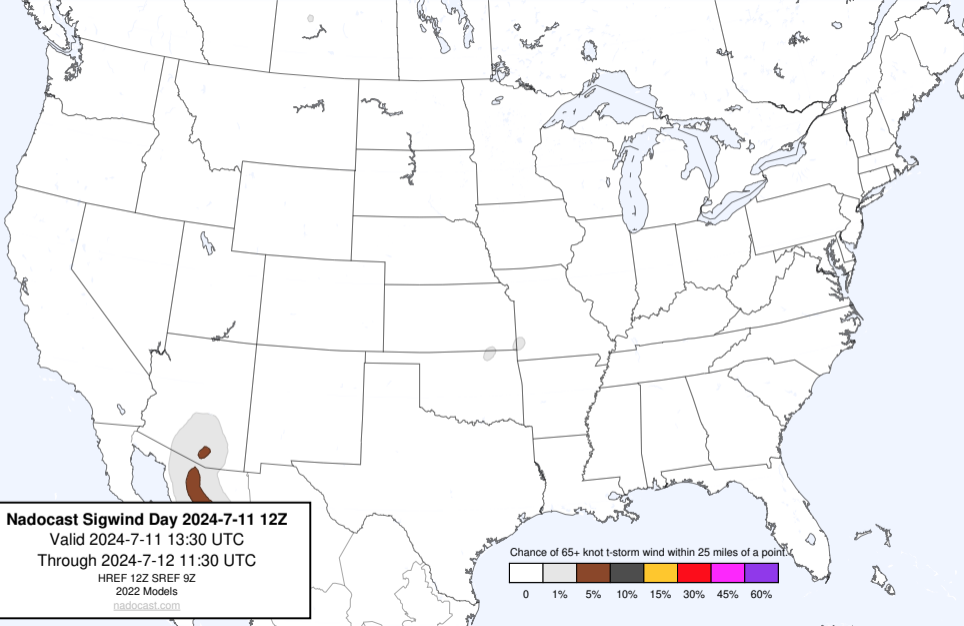 Nadocast Sigwind Day 2024-7-11 12Z
Valid 2024-7-11 13:30 UTC
Through 2024-7-12 11:30 UTC
HREF 12Z SREF 9Z
2022 Models
nadocast.com
Chance of 65+ knot t-storm wind within 25 miles of a point.
0 1% 5% 10% 15% 30% 45% 60%